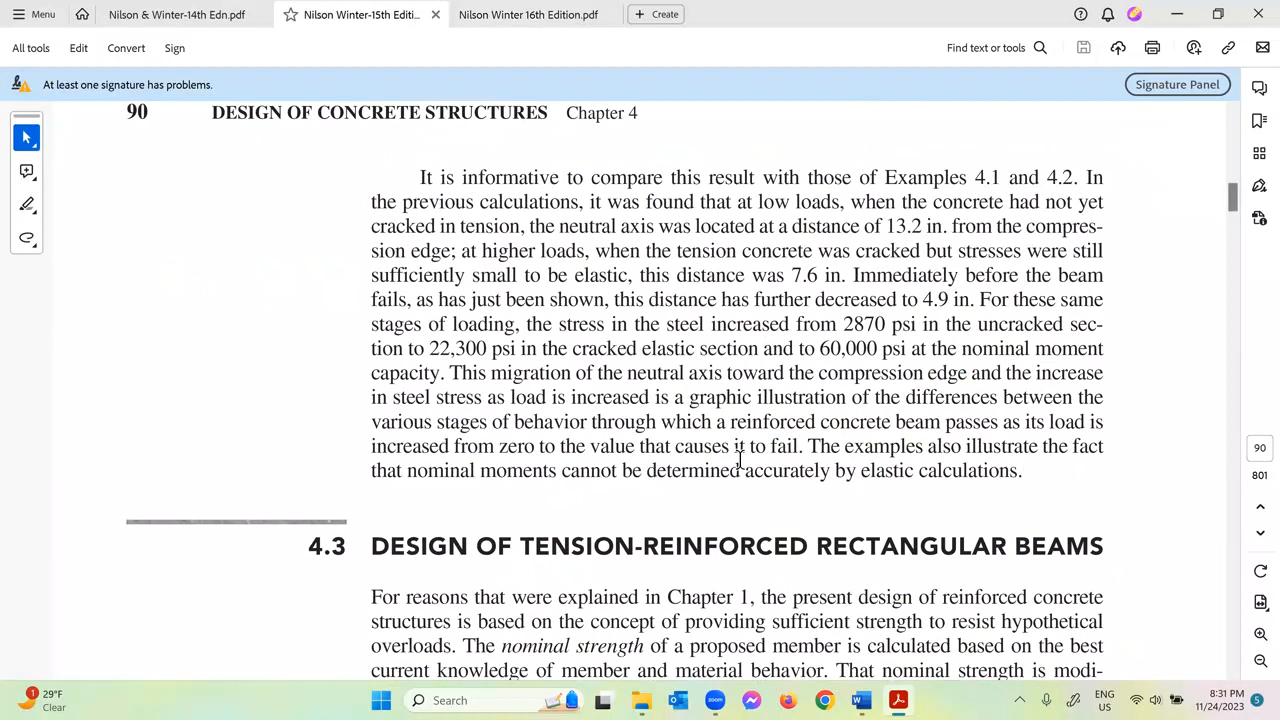 Menu
Nilson & Winter-14th Edn.pdf
Nilson Winter-15th Editi...
Nilson Winter 16th Edition.pdf
Create
All tools Edit Convert Sign
Find text or tools
At least one signature has problems.
Signature Panel
90 DESIGN OF CONCRETE STRUCTURES Chapter 4
It is informative to compare this result with those of Examples 4.1 and 4.2. In
the previous calculations, it was found that at low loads, when the concrete had not yet
cracked in tension, the neutral axis was located at a distance of 13.2 in. from the compres-
sion edge; at higher loads, when the tension concrete was cracked but stresses were still
sufficiently small to be elastic, this distance was 7.6 in. Immediately before the beam
fails, as has just been shown, this distance has further decreased to 4.9 in. For these same
stages of loading, the stress in the steel increased from 2870 psi in the uncracked sec-
tion to 22,300 psi in the cracked elastic section and to 60,000 psi at the nominal moment
capacity. This migration of the neutral axis toward the compression edge and the increase
in steel stress as load is increased is a graphic illustration of the differences between the
various stages of behavior through which a reinforced concrete beam passes as its load is
increased from zero to the value that causes it to fail. The examples also illustrate the fact
that nominal moments cannot be determined accurately by elastic calculations.
4.3 DESIGN OF TENSION-REINFORCED RECTANGULAR BEAMS
For reasons that were explained in Chapter 1, the present design of reinforced concrete
structures is based on the concept of providing sufficient strength to resist hypothetical
overloads. The nominal strength of a proposed member is calculated based on the best
current knowledge of member and material behavior. That nominal strength is modi-
90
801
1
29°F
Clear
Search
zoom
ENG
US
8:31 PM
11/24/2023
5